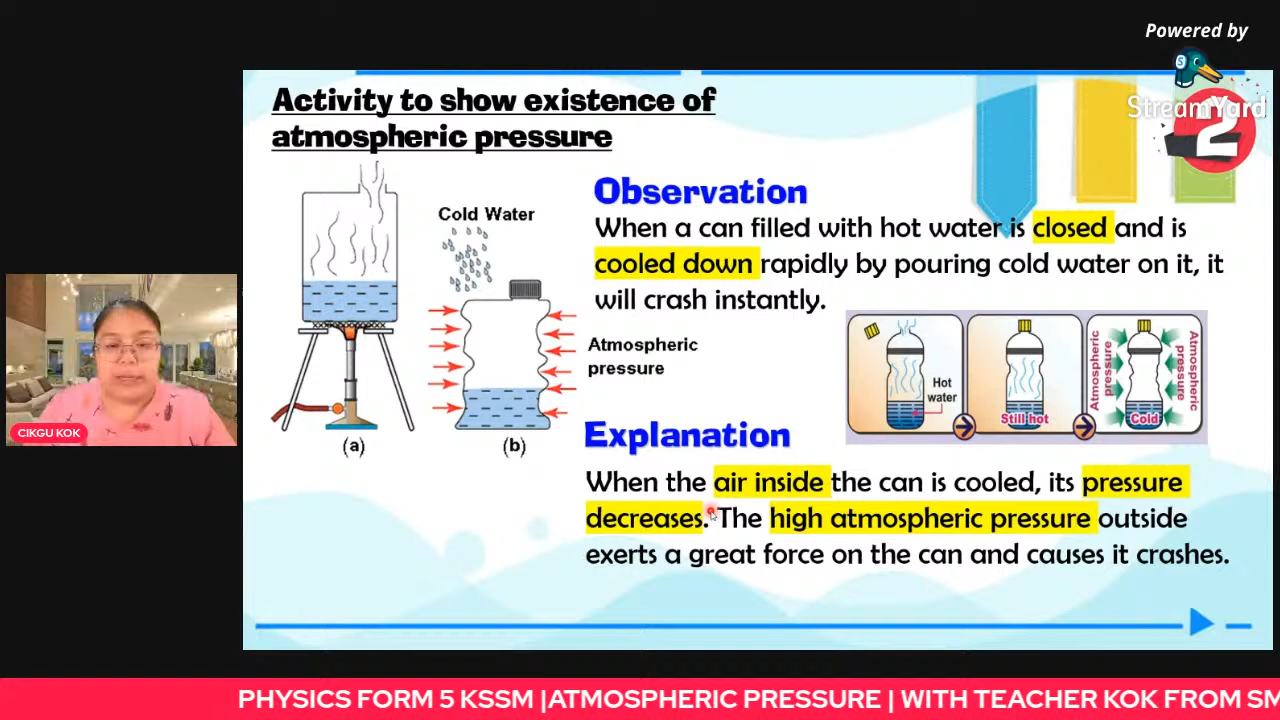 Powered by
StreamYard
S
2
Activity to show existence of
atmospheric pressure
Cold Water
Atmospheric
pressure
(a)
(b)
Observation
When a can filled with hot water is closed and is
cooled down rapidly by pouring cold water on it, it
will crash instantly.
Hot
water
Still hot
Atmospheric
pressure
Cold
Atmospheric
pressure
Explanation
When the air inside the can is cooled, its pressure
decreases. The high atmospheric pressure outside
exerts a great force on the can and causes it crashes.
CIKGU KOK
PHYSICS FORM 5 KSSM |ATMOSPHERIC PRESSURE | WITH TEACHER KOK FROM SM